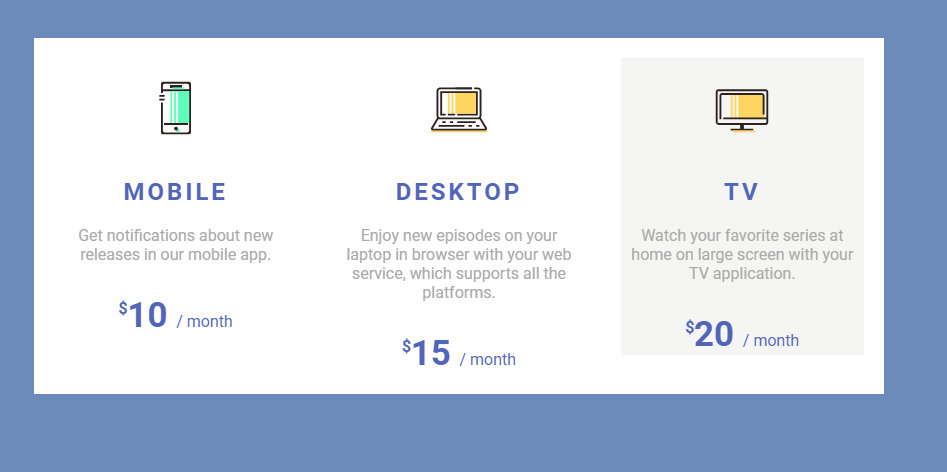 MOBILE
Get notifications about new
releases in our mobile app.
$10 / month
DESKTOP
Enjoy new episodes on your
laptop in browser with your web
service, which supports all the
platforms.
$15 / month
TV
Watch your favorite series at
home on large screen with your
TV application.
$20 / month